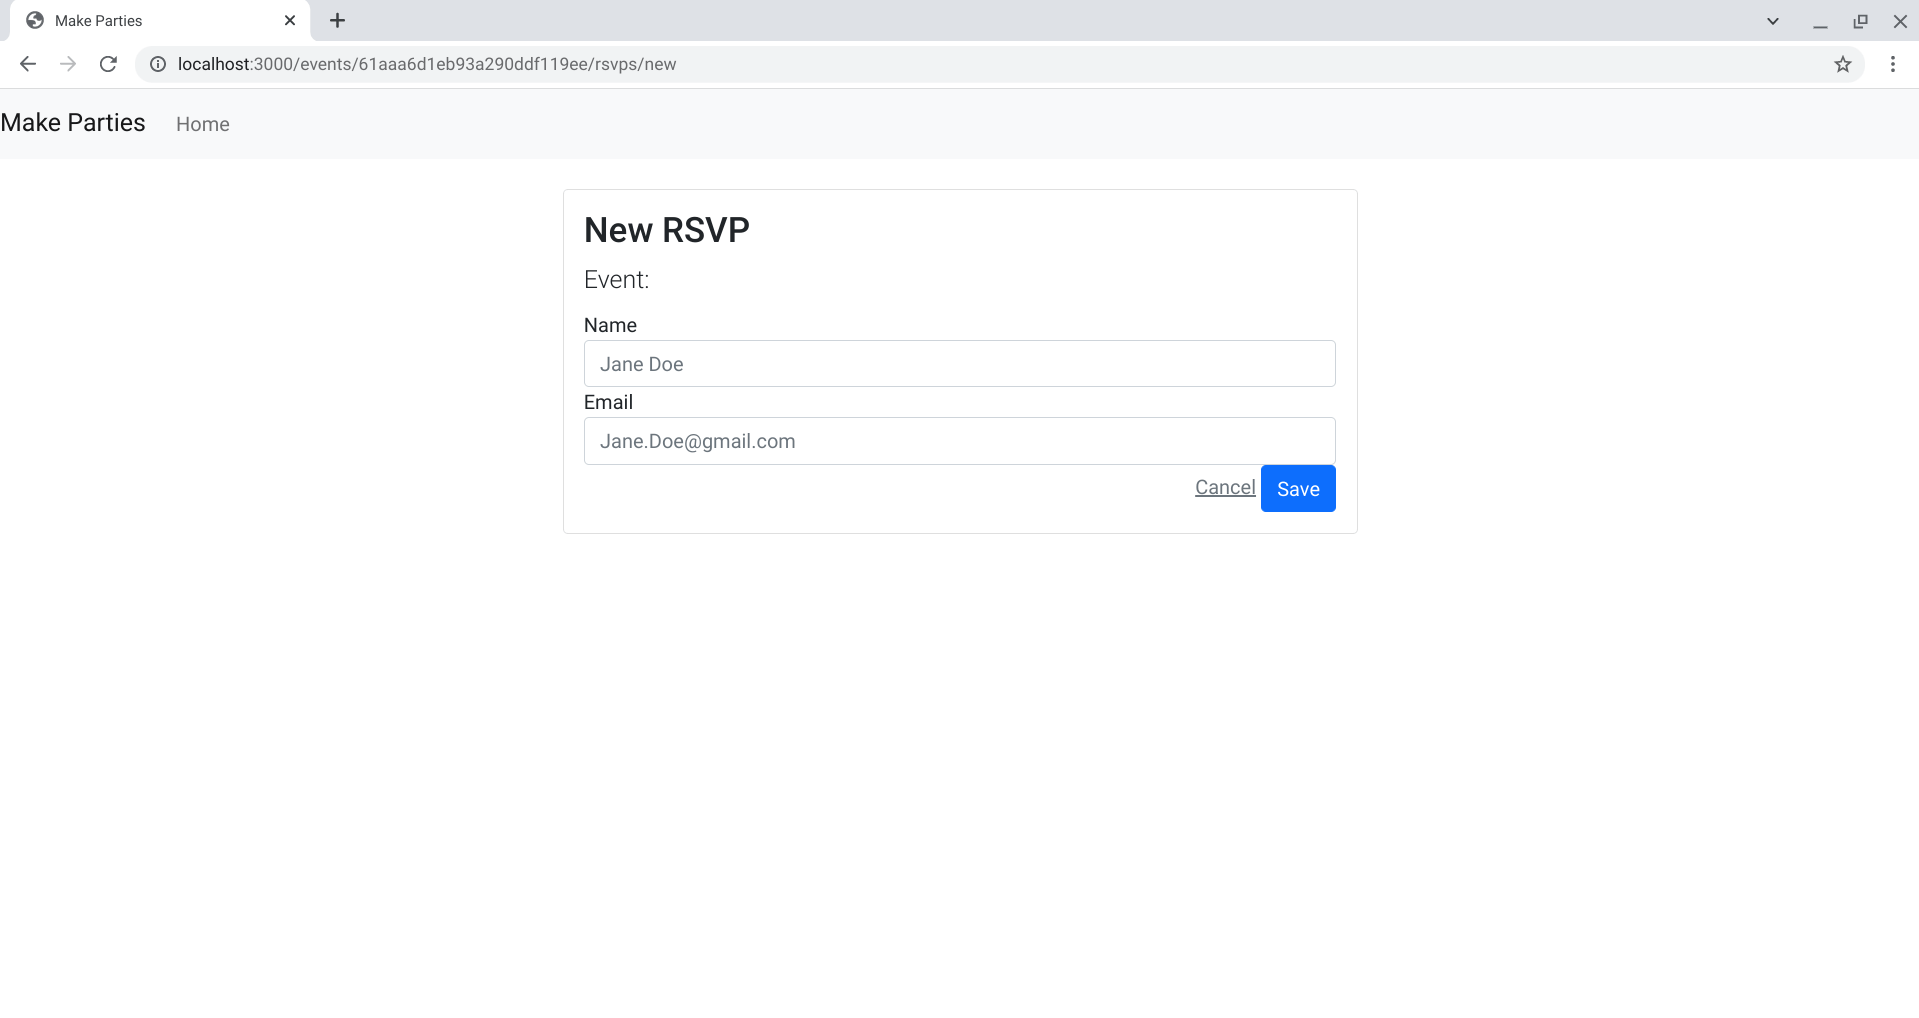 Make Parties
localhost:3000/events/61aaa6d1eb93a290ddf119ee/rsvps/new
Make Parties Home
New RSVP
Event:
Name
Jane Doe
Email
Jane.Doe@gmail.com
Cancel Save